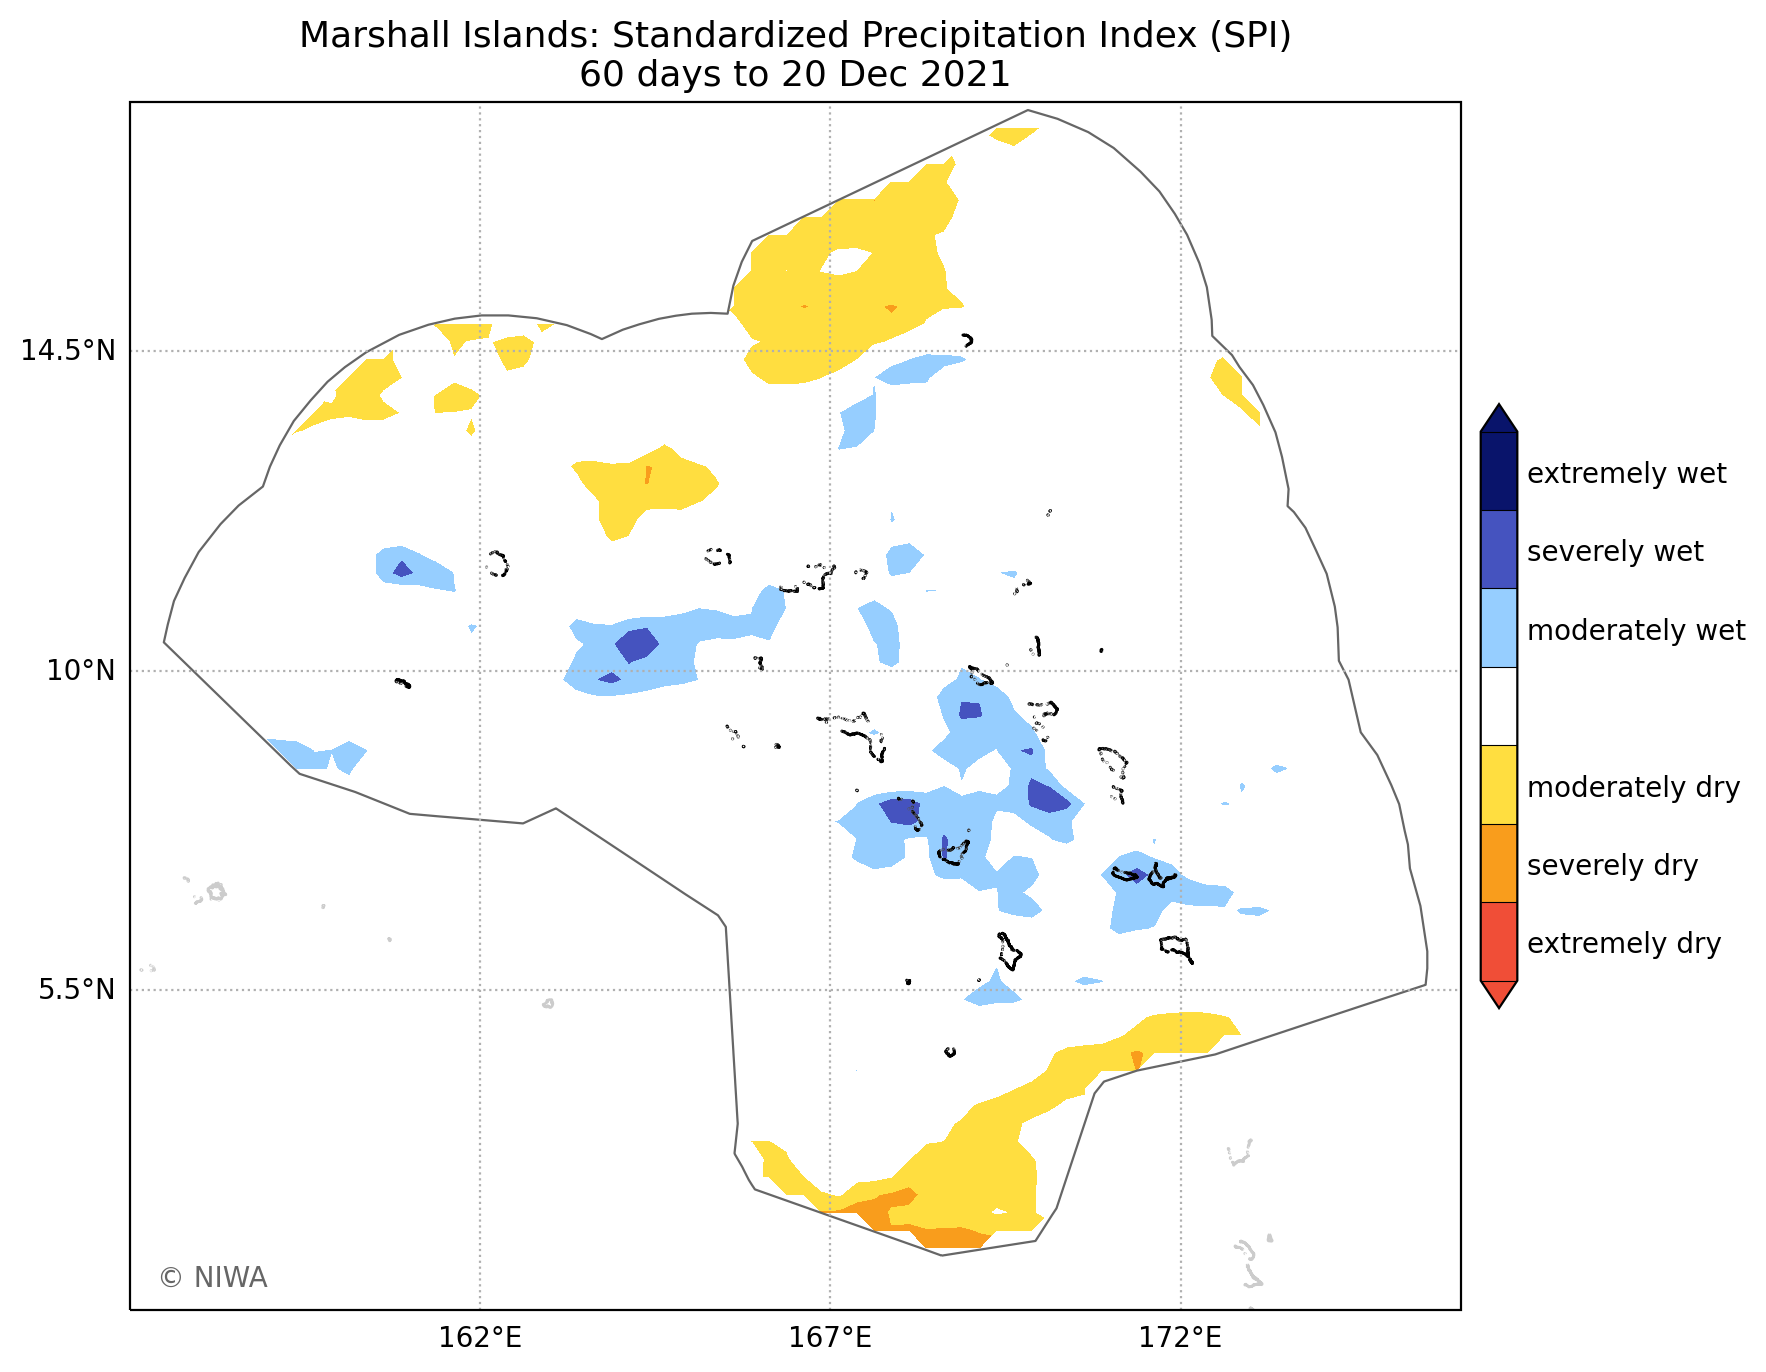 Marshall Islands: Standardized Precipitation Index (SPI)
60 days to 20 Dec 2021
14.5°N
10°N
5.5°N
162°E
167°E
172°E
extremely wet
severely wet
moderately wet
moderately dry
severely dry
extremely dry
© NIWA